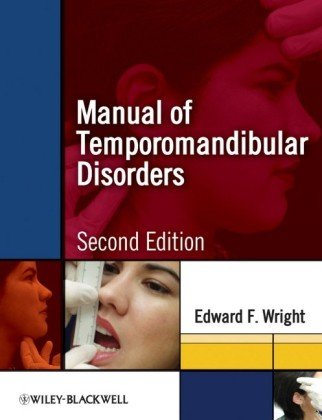 Manual of
Temporomandibular
Disorders
Second Edition
Edward F. Wright
WILEY-BLACKWELL